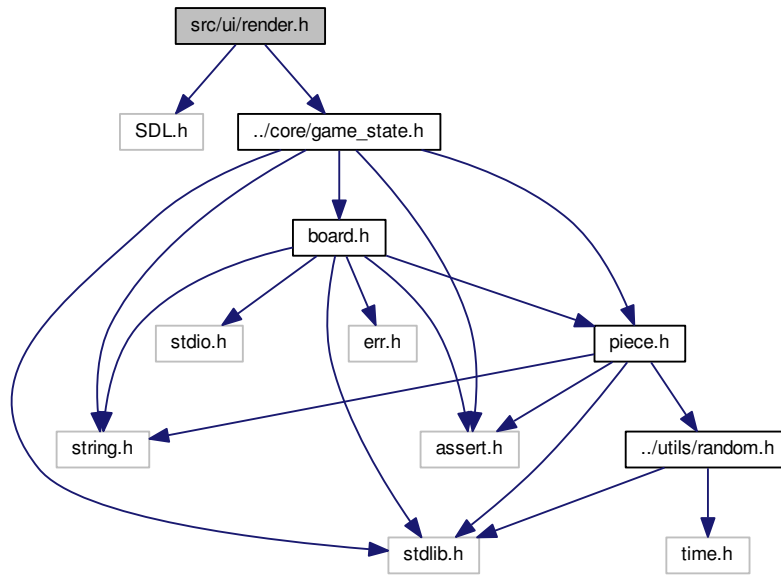 src/ui/render.h
SDL.h
../core/game_state.h
board.h
stdio.h
err.h
piece.h
string.h
assert.h
../utils/random.h
stdlib.h
time.h